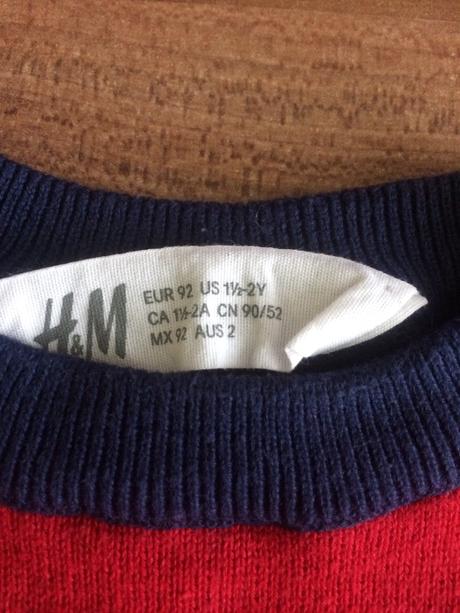 H&M
EUR 92 US 1½-2Y
CA 1½-2A CN 90/52
MX 92 AUS 2